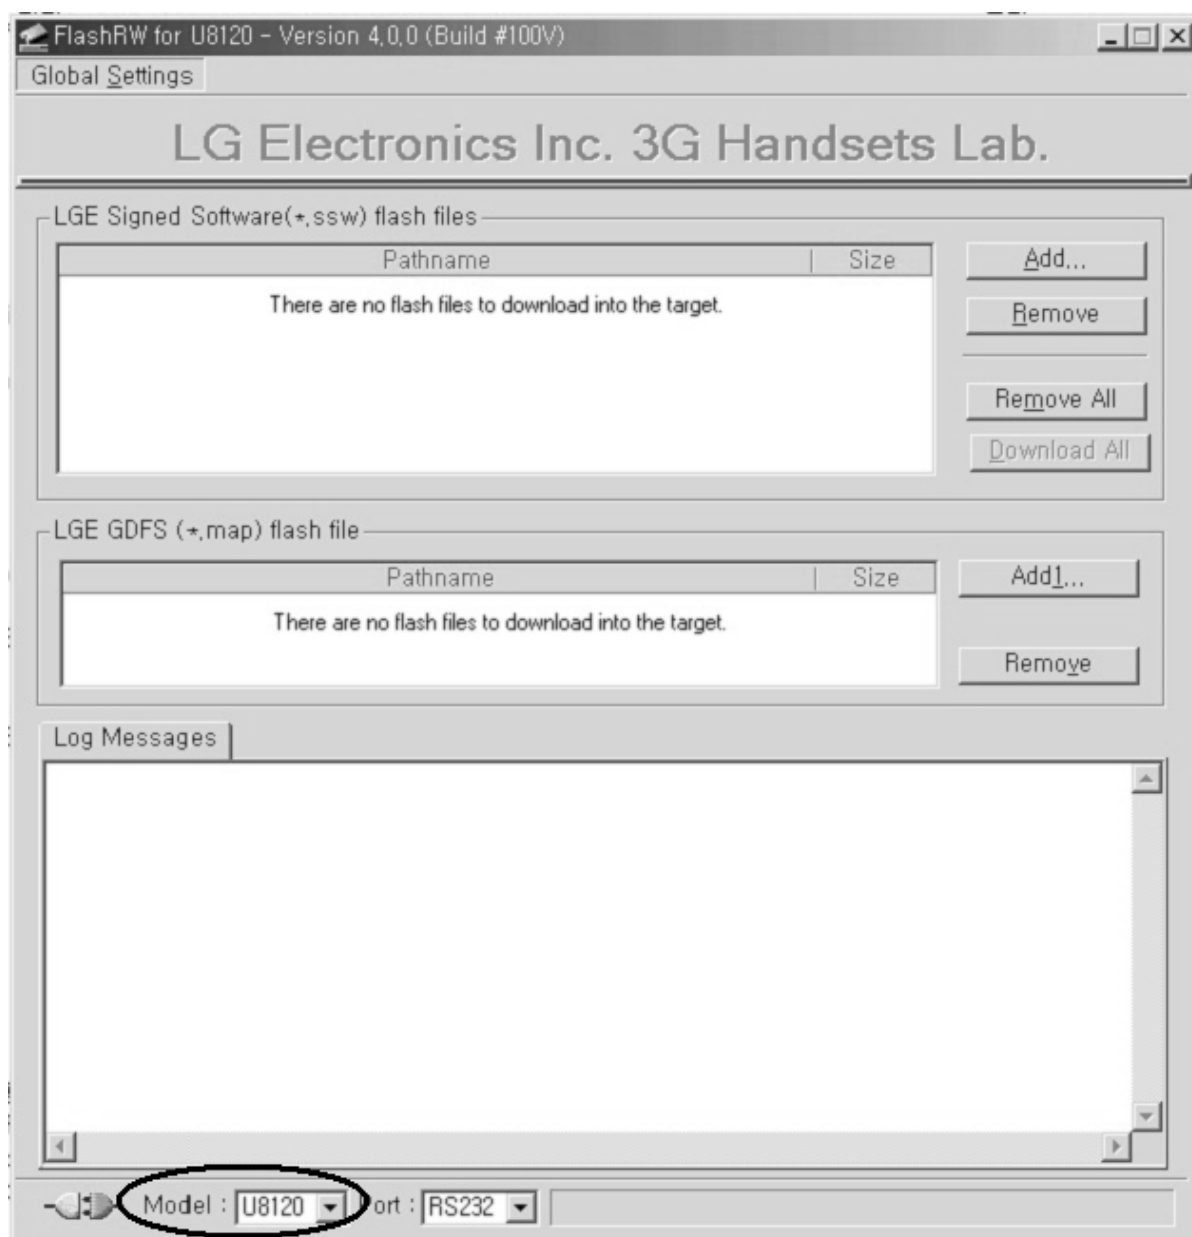 FlashRW for U8120 - Version 4,0,0 (Build #100V)
Global Settings
LG Electronics Inc. 3G Handsets Lab.
LGE Signed Software(*,ssw) flash files
Pathname Size
There are no flash files to download into the target.
Add...
Remove
Remove All
Download All
LGE GDFS (*,map) flash file
Pathname Size
There are no flash files to download into the target.
Add1...
Remove
Log Messages
Model : U8120 ort : RS232